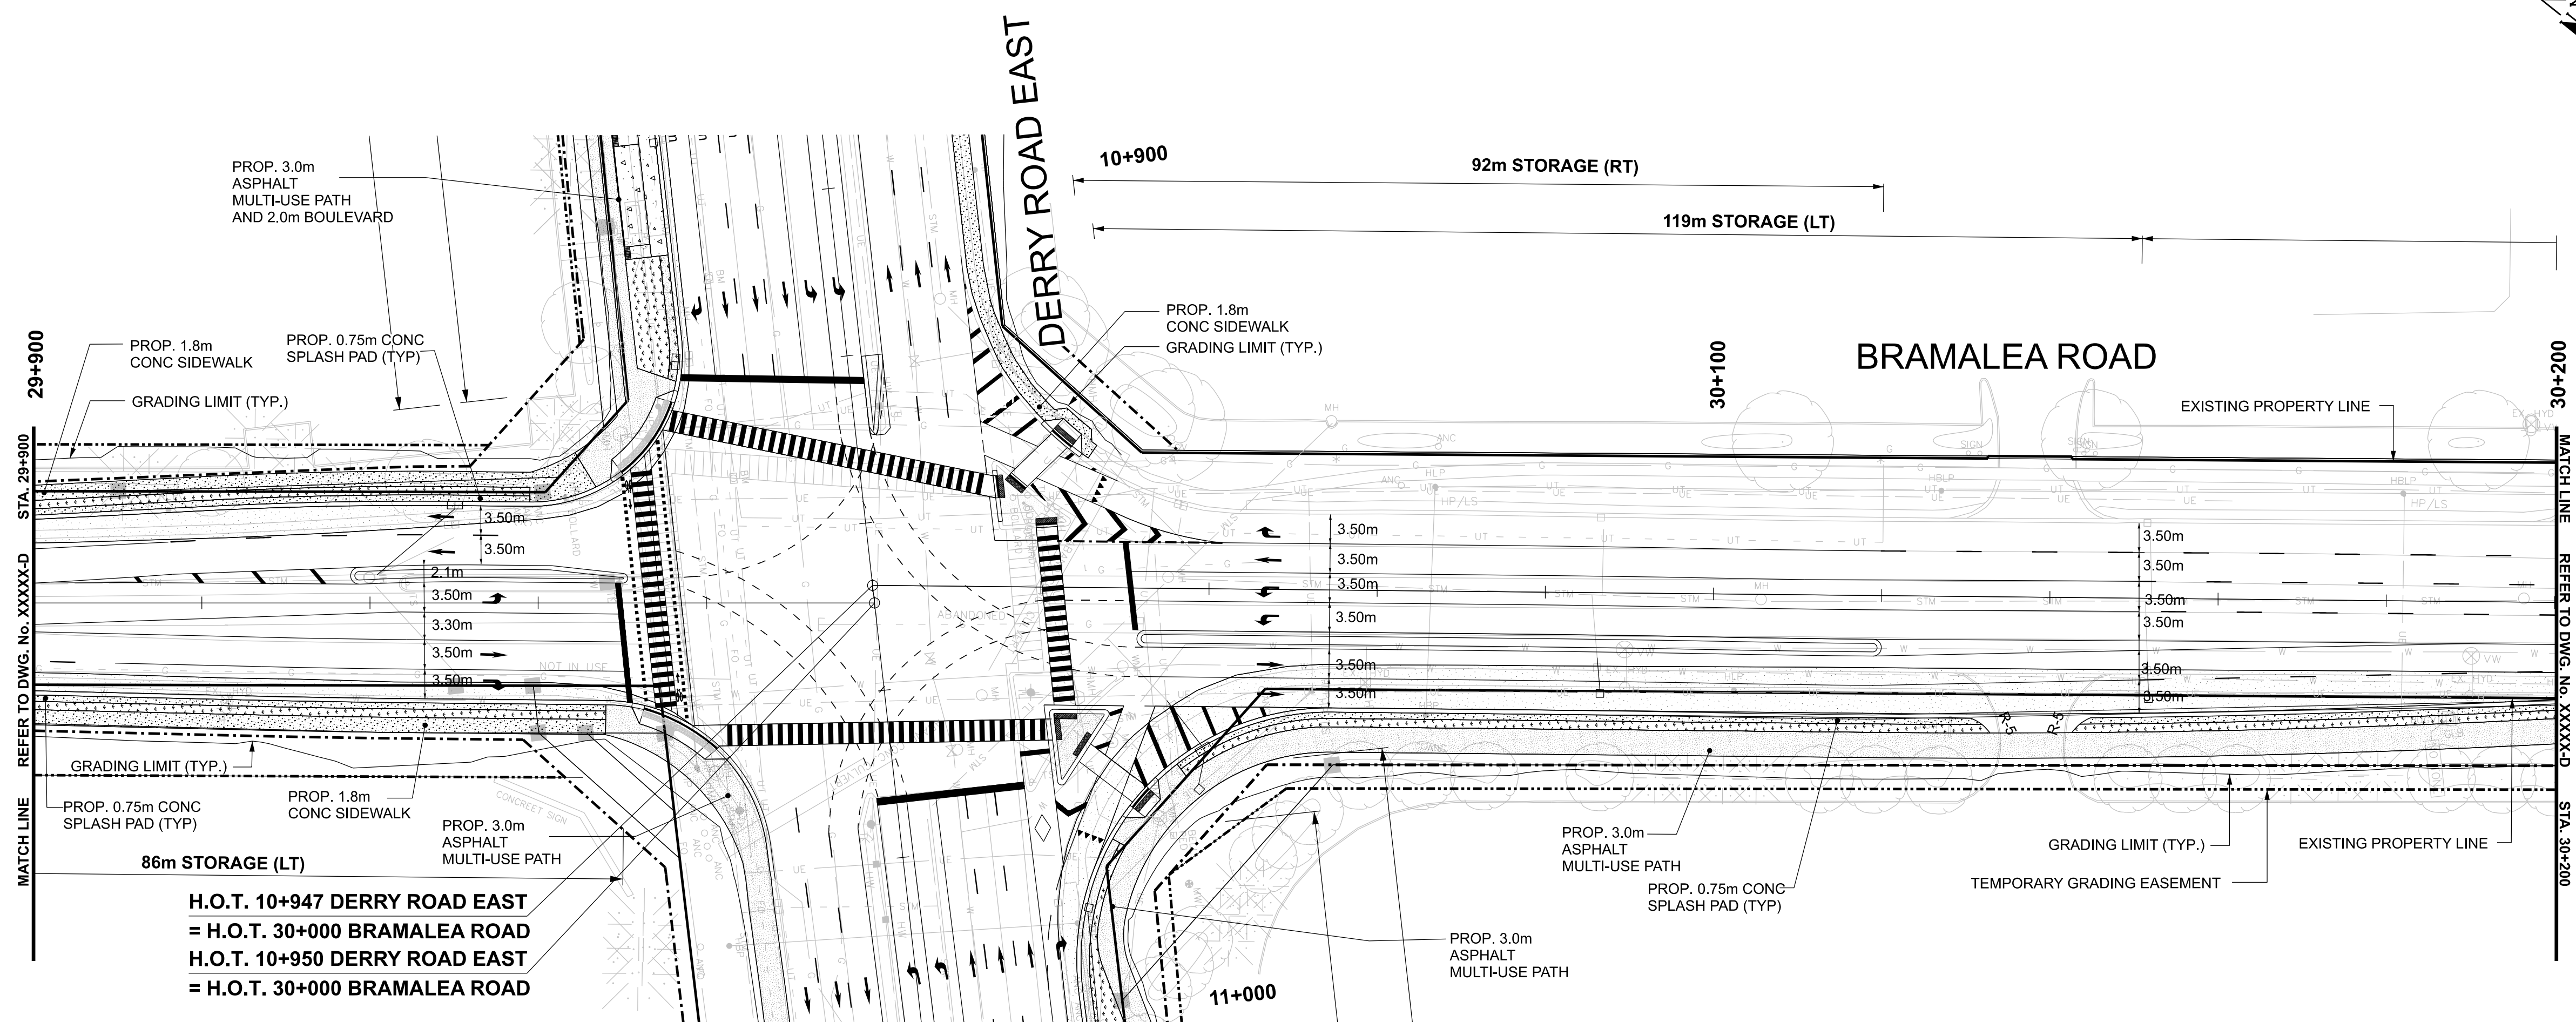 DERRY ROAD EAST
10+900
92m STORAGE (RT)
119m STORAGE (LT)
PROP. 3.0m
ASPHALT
MULTI-USE PATH
AND 2.0m BOULEVARD
29+900
PROP. 1.8m
CONC SIDEWALK
GRADING LIMIT (TYP.)
PROP. 0.75m CONC
SPLASH PAD (TYP)
PROP. 1.8m
CONC SIDEWALK
GRADING LIMIT (TYP.)
30+100
BRAMALEA ROAD
30+200
EXISTING PROPERTY LINE
MATCH LINE REFER TO DWG. No. XXXXX-D STA. 29+900
3.50m
3.50m
2.1m
3.50m
3.30m
3.50m
3.50m
3.50m
3.50m
3.50m
3.50m
3.50m
3.50m
3.50m
3.50m
3.50m
3.50m
3.50m
3.50m
MATCH LINE REFER TO DWG. No. XXXXX-D STA. 30+200
ABANDONED
NOT IN USE
CONCREET SIGN
R-5
R-5
GRADING LIMIT (TYP.)
PROP. 0.75m CONC
SPLASH PAD (TYP)
PROP. 1.8m
CONC SIDEWALK
PROP. 3.0m
ASPHALT
MULTI-USE PATH
86m STORAGE (LT)
H.O.T. 10+947 DERRY ROAD EAST
= H.O.T. 30+000 BRAMALEA ROAD
H.O.T. 10+950 DERRY ROAD EAST
= H.O.T. 30+000 BRAMALEA ROAD
PROP. 3.0m
ASPHALT
MULTI-USE PATH
PROP. 0.75m CONC
SPLASH PAD (TYP)
GRADING LIMIT (TYP.)
EXISTING PROPERTY LINE
TEMPORARY GRADING EASEMENT
PROP. 3.0m
ASPHALT
MULTI-USE PATH
11+000